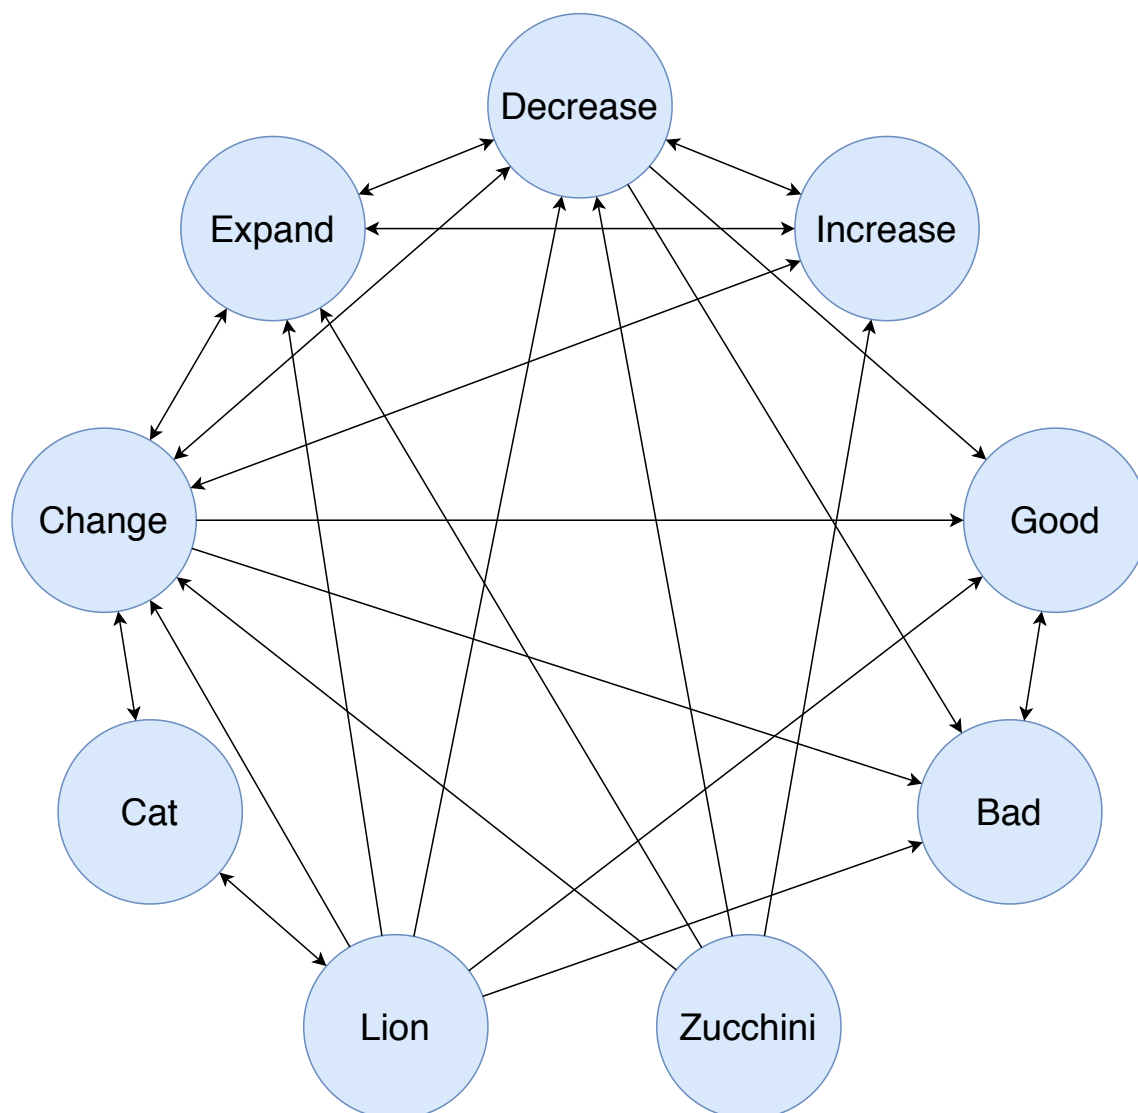 Decrease
Expand
Increase
Change
Good
Cat
Bad
Lion
Zucchini